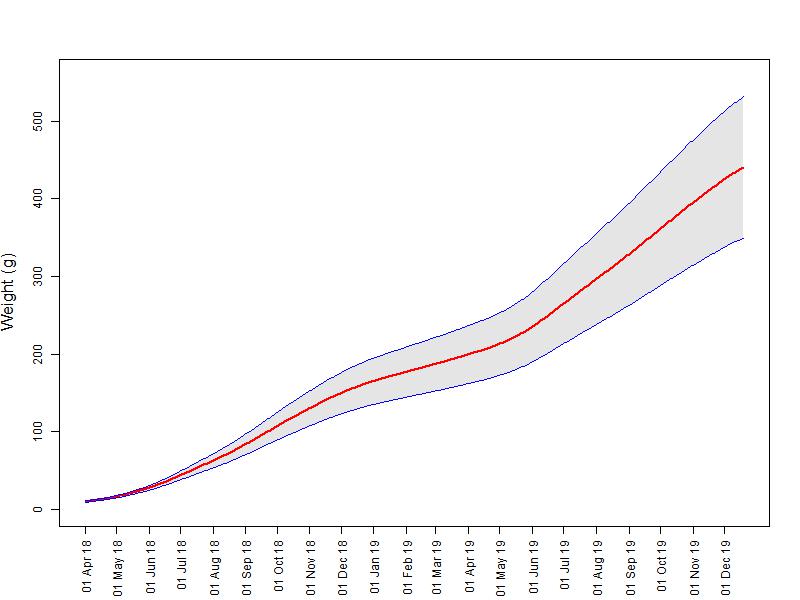 Weight (g)
500
400
300
200
100
0
01 Apr 18
01 May 18
01 Jun 18
01 Jul 18
01 Aug 18
01 Sep 18
01 Oct 18
01 Nov 18
01 Dec 18
01 Jan 19
01 Feb 19
01 Mar 19
01 Apr 19
01 May 19
01 Jun 19
01 Jul 19
01 Aug 19
01 Sep 19
01 Oct 19
01 Nov 19
01 Dec 19